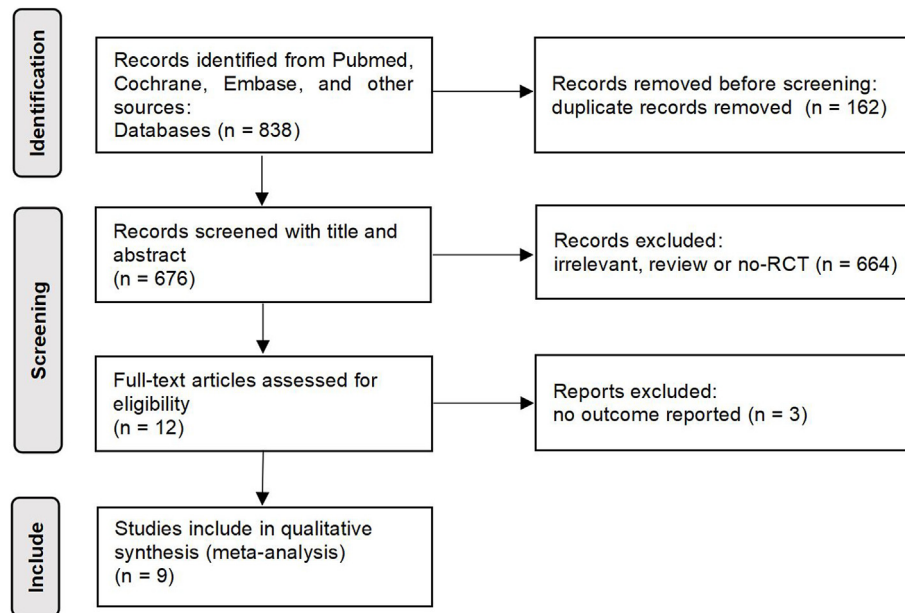 Identification
Records identified from Pubmed,
Cochrane, Embase, and other
sources:
Databases (n = 838)
Records removed before screening:
duplicate records removed (n = 162)
Screening
Records screened with title and
abstract
(n = 676)
Records excluded:
irrelevant, review or no-RCT (n = 664)
Full-text articles assessed for
eligibility
(n = 12)
Reports excluded:
no outcome reported (n = 3)
Include
Studies include in qualitative
synthesis (meta-analysis)
(n = 9)